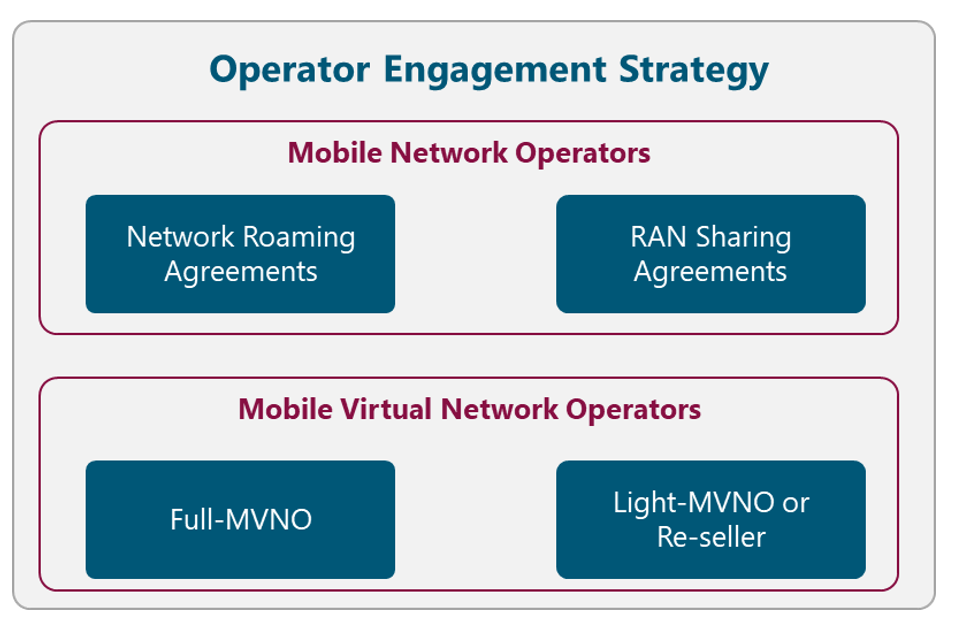 Operator Engagement Strategy
Mobile Network Operators
Network Roaming
Agreements
RAN Sharing
Agreements
Mobile Virtual Network Operators
Full-MVNO
Light-MVNO or
Re-seller